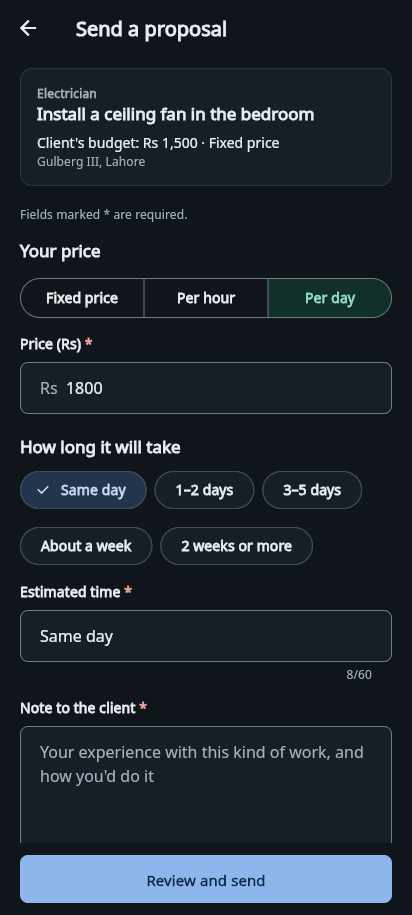 Send a proposal
Electrician
Install a ceiling fan in the bedroom
Client's budget: Rs 1,500 · Fixed price
Gulberg III, Lahore
Fields marked * are required.
Your price
Fixed price
Per hour
Per day
Price (Rs) *
Rs 1800
How long it will take
Same day
1–2 days
3–5 days
About a week
2 weeks or more
Estimated time *
Same day
8/60
Note to the client *
Your experience with this kind of work, and
how you'd do it
Review and send